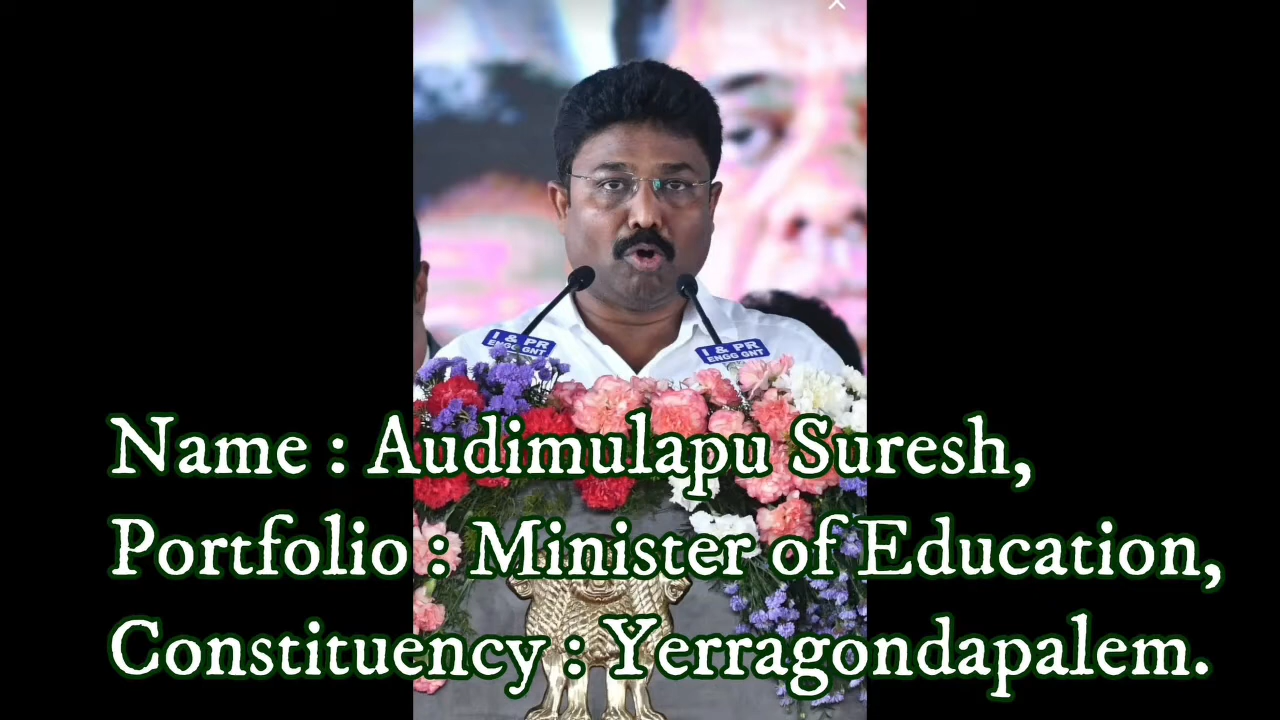 I & PR
ENGG GNT
I & PR
ENGG GNT
Name : Audimulapu Suresh,
Portfolio : Minister of Education,
Constituency : Yerragondapalem.